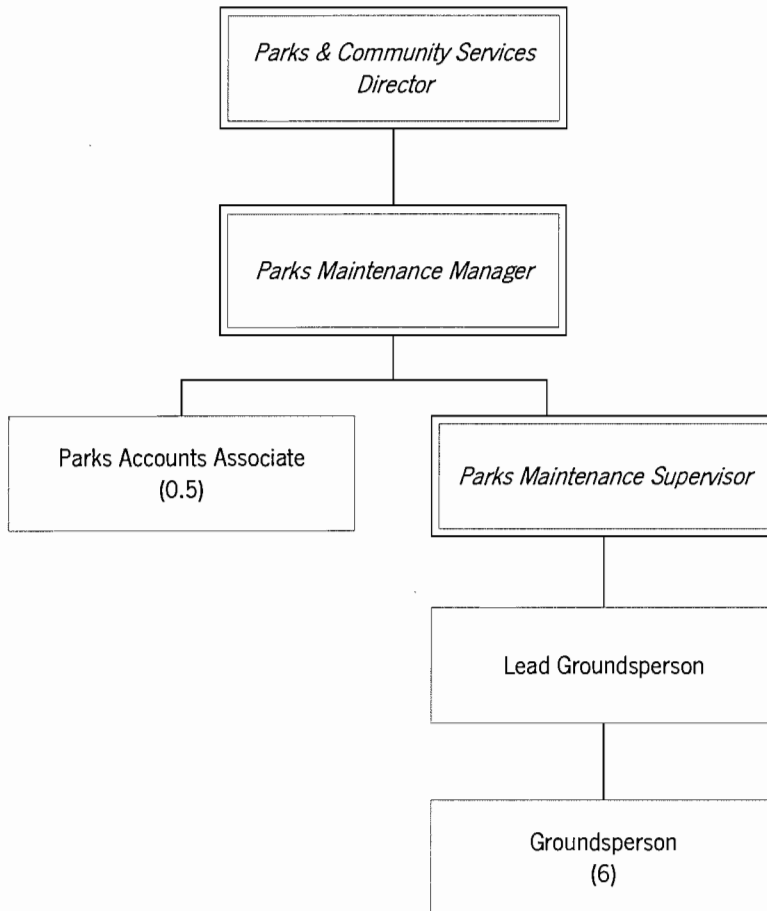 Parks & Community Services
Director
Parks Maintenance Manager
Parks Accounts Associate
(0.5)
Parks Maintenance Supervisor
Lead Groundsperson
Groundsperson
(6)